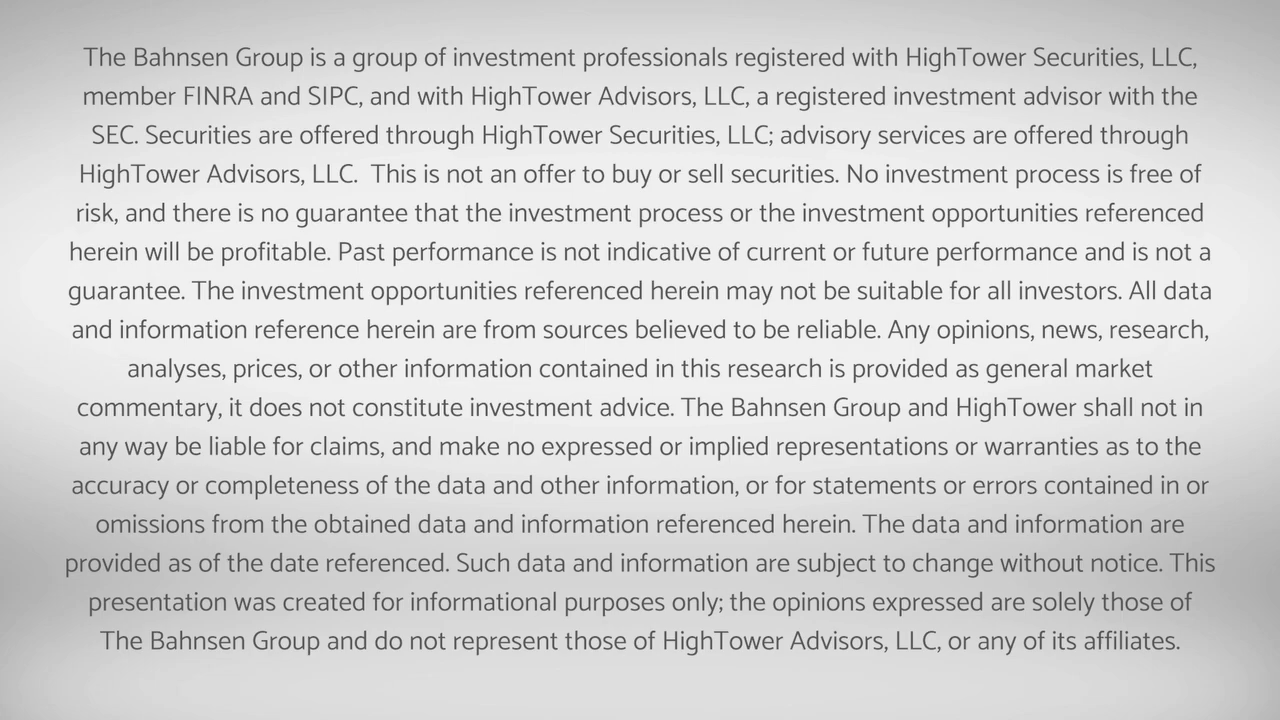 The Bahnsen Group is a group of investment professionals registered with HighTower Securities, LLC,
member FINRA and SIPC, and with HighTower Advisors, LLC, a registered investment advisor with the
SEC. Securities are offered through HighTower Securities, LLC; advisory services are offered through
HighTower Advisors, LLC.  This is not an offer to buy or sell securities. No investment process is free of
risk, and there is no guarantee that the investment process or the investment opportunities referenced
herein will be profitable. Past performance is not indicative of current or future performance and is not a
guarantee. The investment opportunities referenced herein may not be suitable for all investors. All data
and information reference herein are from sources believed to be reliable. Any opinions, news, research,
analyses, prices, or other information contained in this research is provided as general market
commentary, it does not constitute investment advice. The Bahnsen Group and HighTower shall not in
any way be liable for claims, and make no expressed or implied representations or warranties as to the
accuracy or completeness of the data and other information, or for statements or errors contained in or
omissions from the obtained data and information referenced herein. The data and information are
provided as of the date referenced. Such data and information are subject to change without notice. This
presentation was created for informational purposes only; the opinions expressed are solely those of
The Bahnsen Group and do not represent those of HighTower Advisors, LLC, or any of its affiliates.